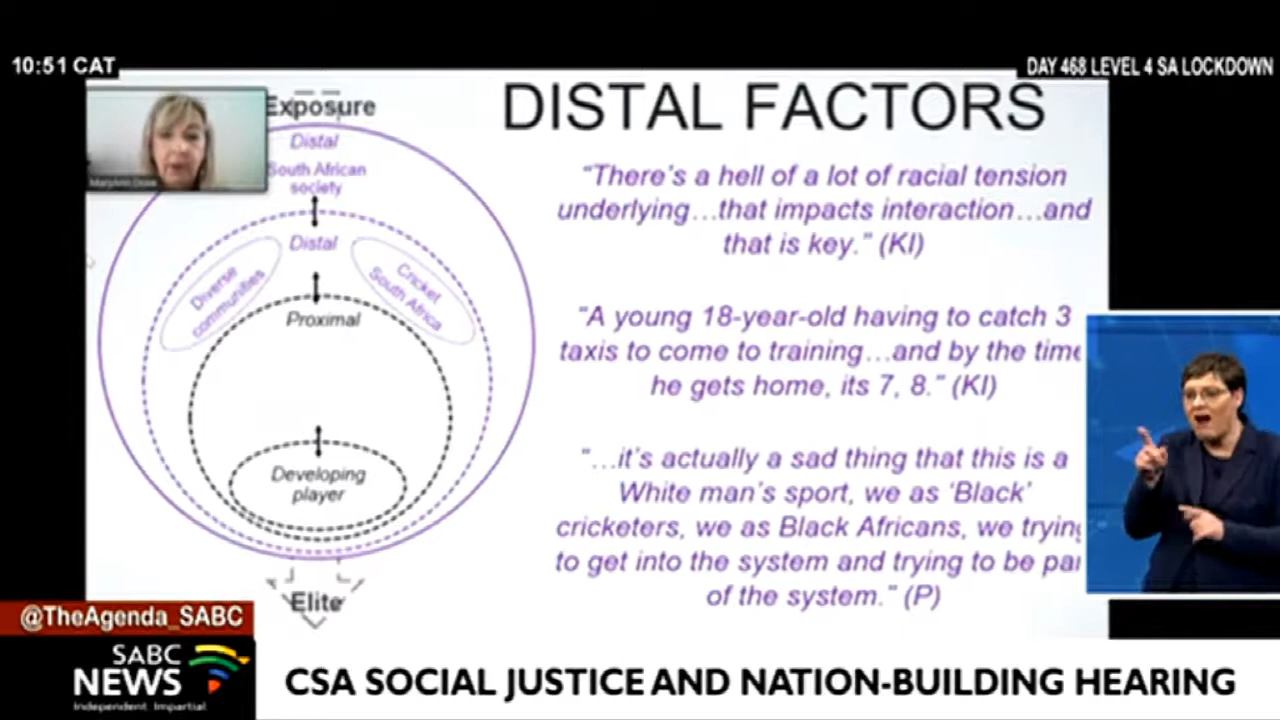 10:51 CAT
DAY 468 LEVEL 4 SA LOCKDOWN
DISTAL FACTORS
Exposure
Distal
South African
society
Distal
Diverse
communities
Cricket
South Africa
Proximal
Developing
player
Elite
“There’s a hell of a lot of racial tension
underlying…that impacts interaction…and
that is key.” (KI)
“A young 18-year-old having to catch 3
taxis to come to training…and by the time
he gets home, its 7, 8.” (KI)
“…it’s actually a sad thing that this is a
White man’s sport, we as ‘Black’
cricketers, we as Black Africans, we trying
to get into the system and trying to be par
of the system.” (P)
@TheAgenda_SABC
SABC
NEWS
Independent. Impartial
CSA SOCIAL JUSTICE AND NATION-BUILDING HEARING